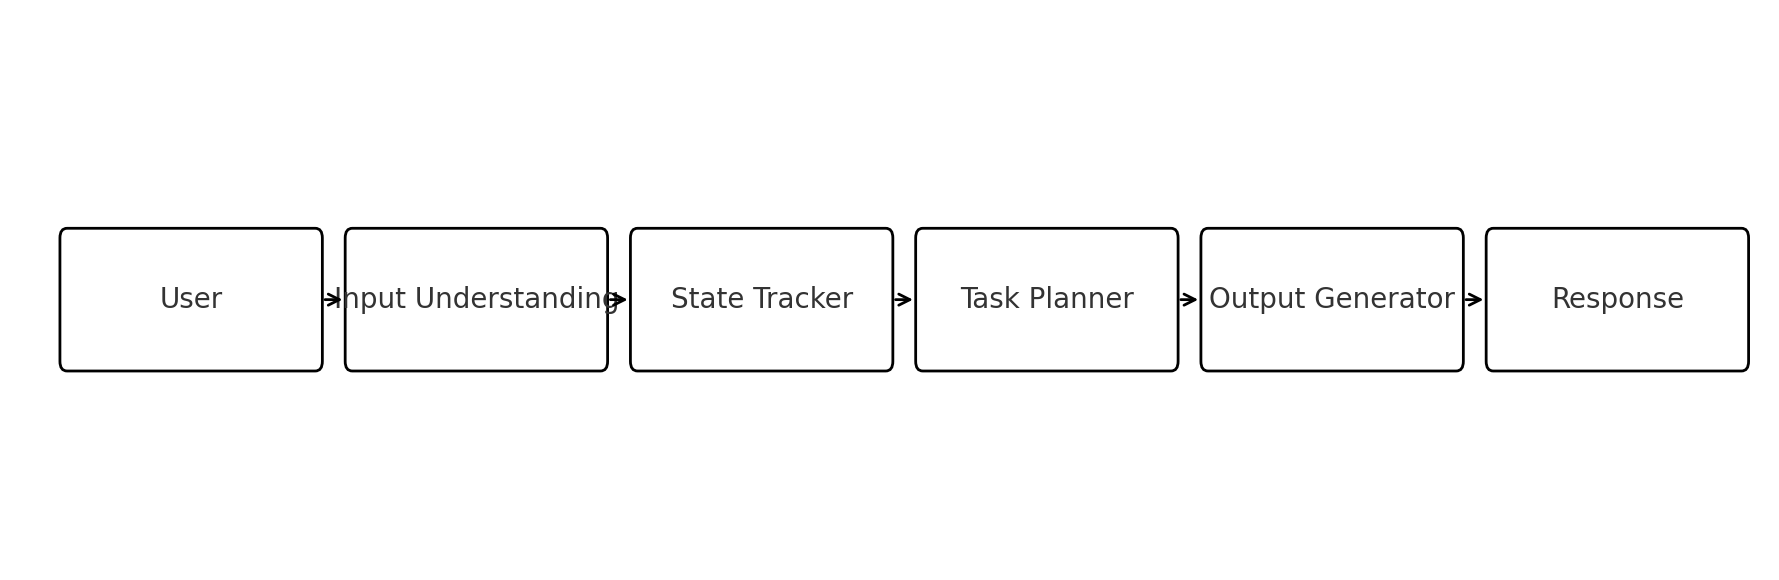 User
Input Understanding
State Tracker
Task Planner
Output Generator
Response